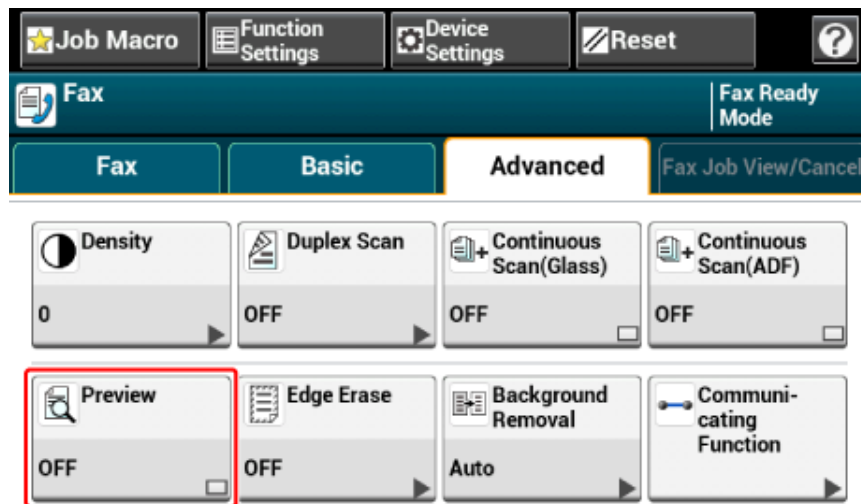 Job Macro
Function
Settings
Device
Settings
Reset
?
Fax
Fax Ready
Mode
Fax
Basic
Advanced
Fax Job View/Cancel
Density
0
Duplex Scan
OFF
Continuous
Scan(Glass)
OFF
Continuous
Scan(ADF)
OFF
Preview
OFF
Edge Erase
OFF
Background
Removal
Auto
Communi-
cating
Function